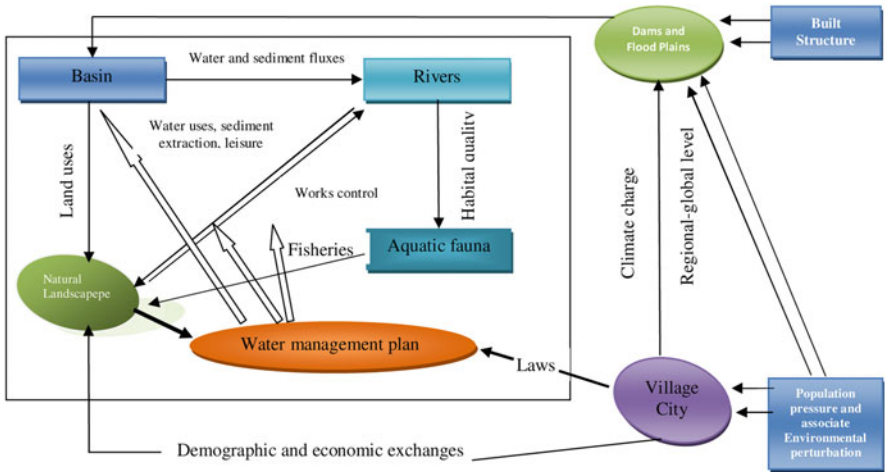 Dams and
Flood Plains
Built
Structure
Water and sediment fluxes
Basin
Rivers
Water uses, sediment
extraction, leisure
Land uses
Habital quality
Works control
Climate charge
Regional-global level
Fisheries
Aquatic fauna
Natural
Landscapepe
Water management plan
Laws
Village
City
Population
pressure and
associate
Environmental
perturbation
Demographic and economic exchanges